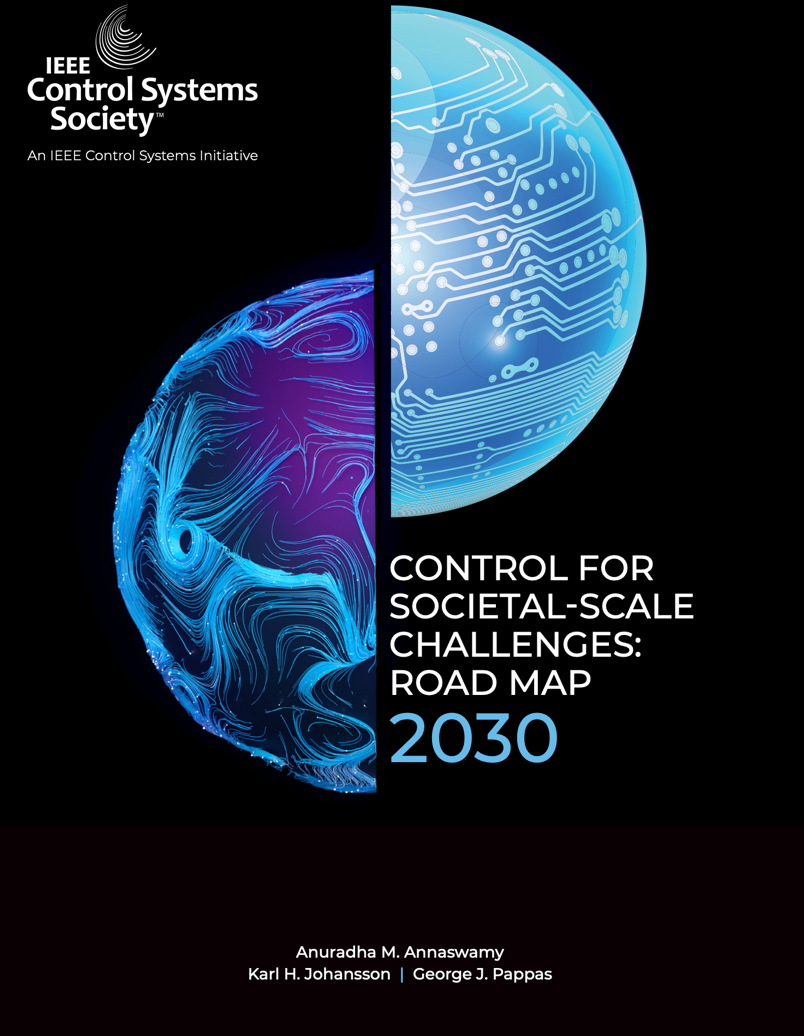 IEEE
Control Systems
Society™
An IEEE Control Systems Initiative
CONTROL FOR
SOCIETAL-SCALE
CHALLENGES:
ROAD MAP
2030
Anuradha M. Annaswamy
Karl H. Johansson | George J. Pappas